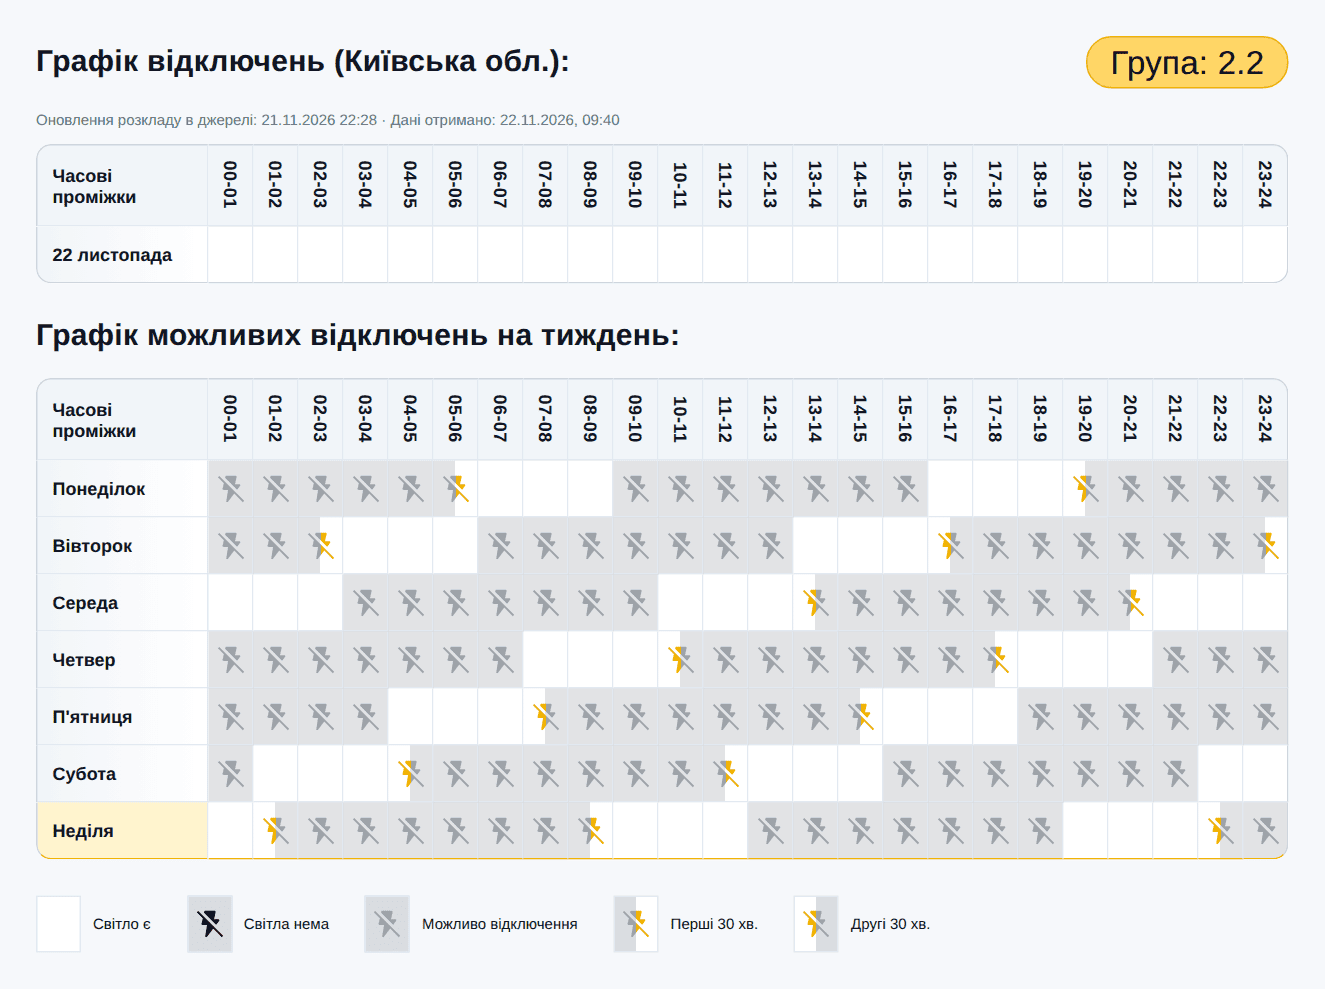 Графік відключень (Київська обл.):
Група: 2.2
Оновлення розкладу в джерелі: 21.11.2026 22:28 · Дані отримано: 22.11.2026, 09:40
Часові проміжки 00-01 01-02 02-03 03-04 04-05 05-06 06-07 07-08 08-09 09-10 10-11 11-12 12-13 13-14 14-15 15-16 16-17 17-18 18-19 19-20 20-21 21-22 22-23 23-24
22 листопада
Графік можливих відключень на тиждень:
Часові проміжки 00-01 01-02 02-03 03-04 04-05 05-06 06-07 07-08 08-09 09-10 10-11 11-12 12-13 13-14 14-15 15-16 16-17 17-18 18-19 19-20 20-21 21-22 22-23 23-24
Понеділок
Вівторок
Середа
Четвер
П'ятниця
Субота
Неділя
Світло є Світла нема Можливо відключення Перші 30 хв. Другі 30 хв.